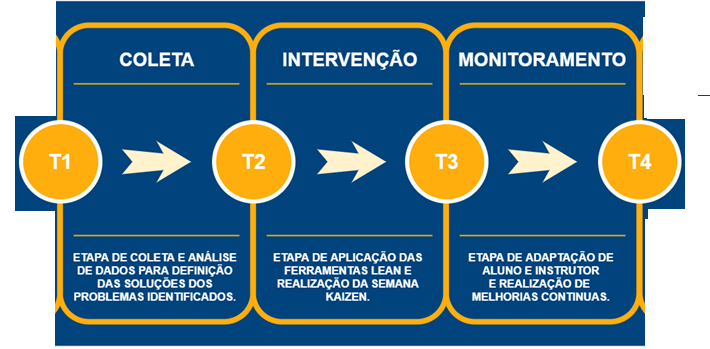 COLETA
INTERVENÇÃO
MONITORAMENTO
T1
T2
T3
T4
ETAPA DE COLETA E ANÁLISE
DE DADOS PARA DEFINIÇÃO
DAS SOLUÇÕES DOS
PROBLEMAS IDENTIFICADOS.
ETAPA DE APLICAÇÃO DAS
FERRAMENTAS LEAN E
REALIZAÇÃO DA SEMANA
KAIZEN.
ETAPA DE ADAPTAÇÃO DE
ALUNO E INSTRUTOR
E REALIZAÇÃO DE
MELHORIAS CONTINUAS.